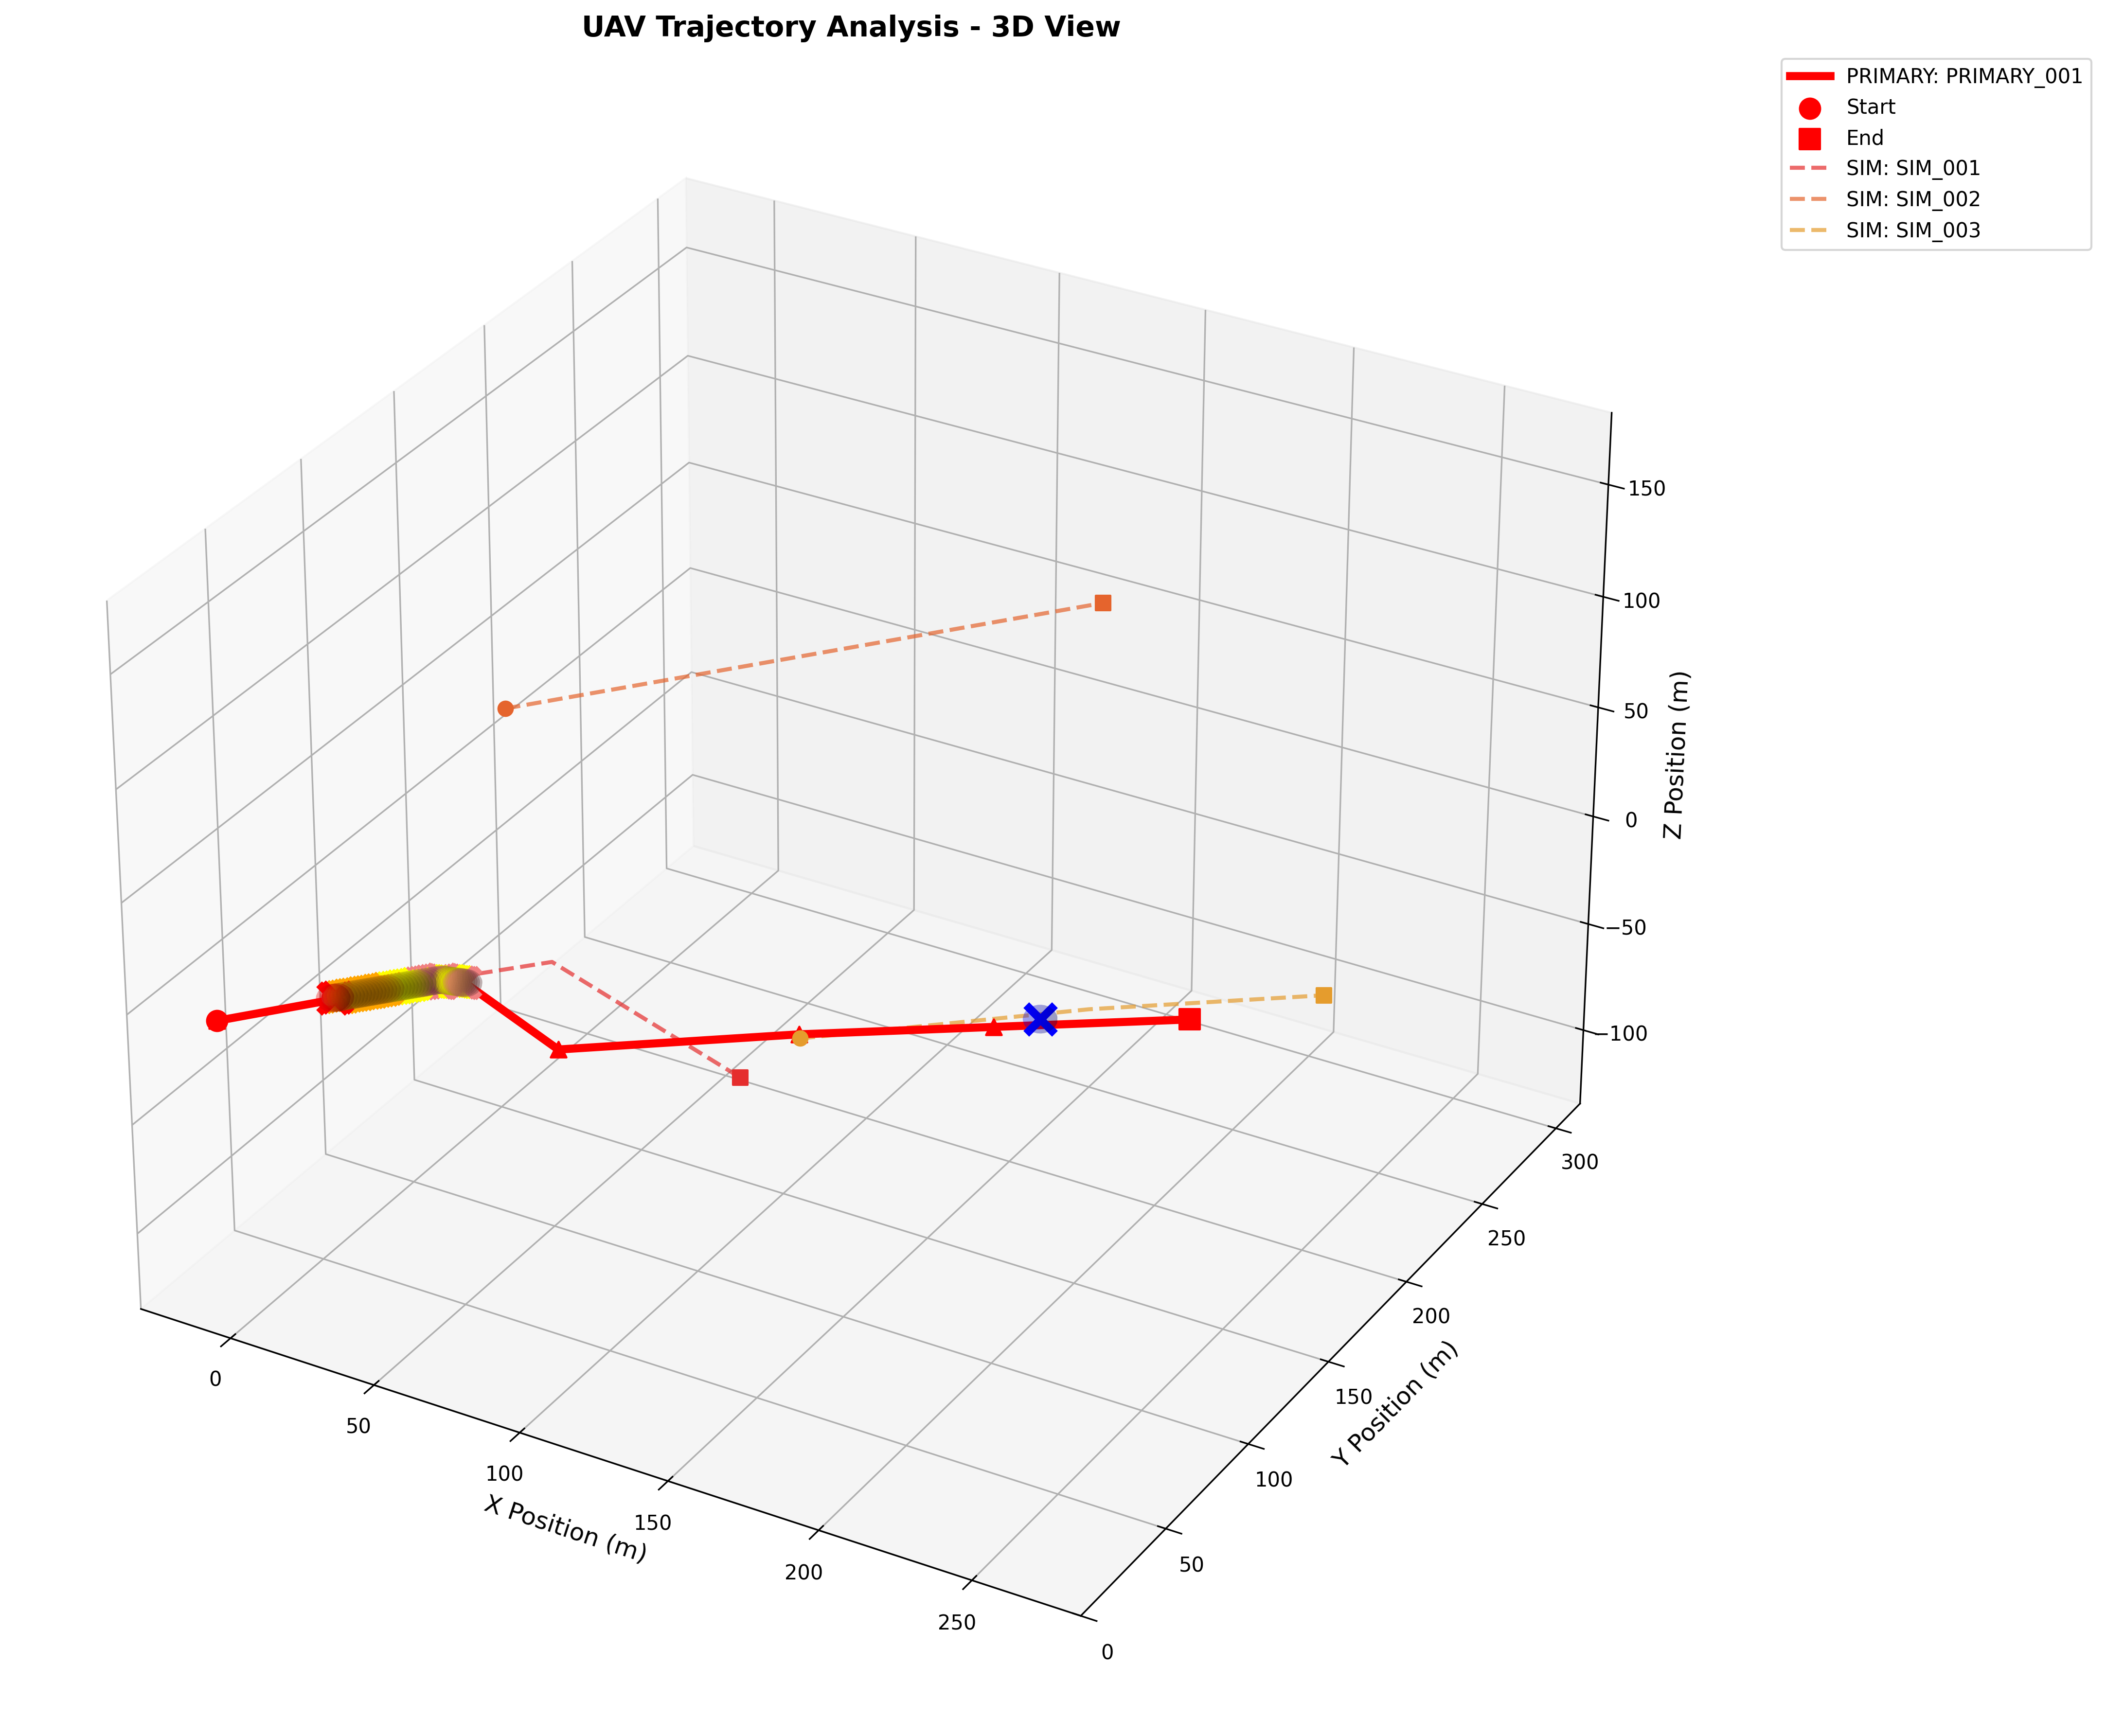 UAV Trajectory Analysis - 3D View
PRIMARY: PRIMARY_001
Start
End
SIM: SIM_001
SIM: SIM_002
SIM: SIM_003
150
100
50
0
−50
−100
Z Position (m)
300
250
200
150
100
50
0
Y Position (m)
0
50
100
150
200
250
X Position (m)